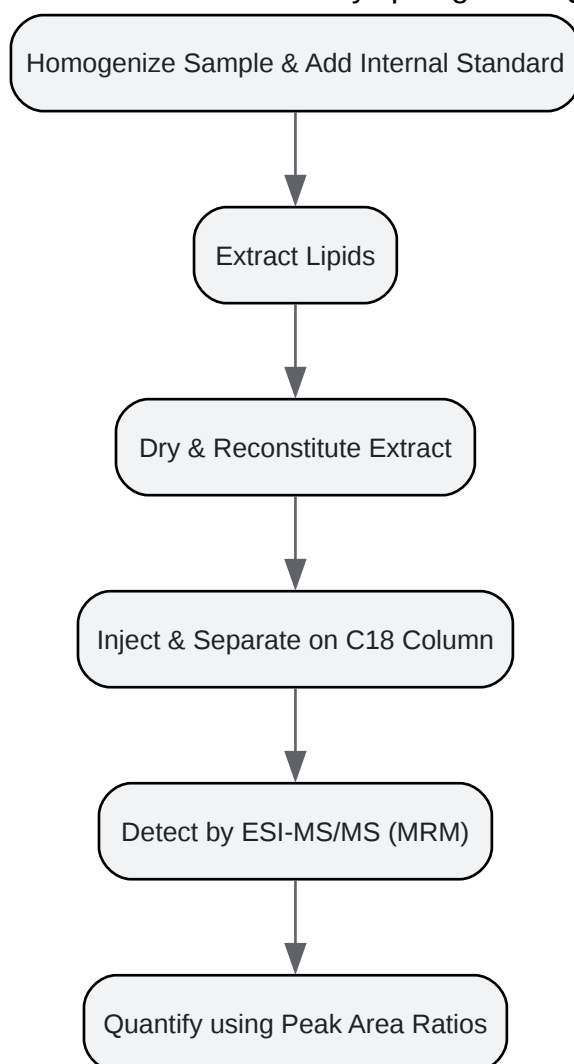 Homogenize Sample & Add Internal Standard
Extract Lipids
Dry & Reconstitute Extract
Inject & Separate on C18 Column
Detect by ESI-MS/MS (MRM)
Quantify using Peak Area Ratios